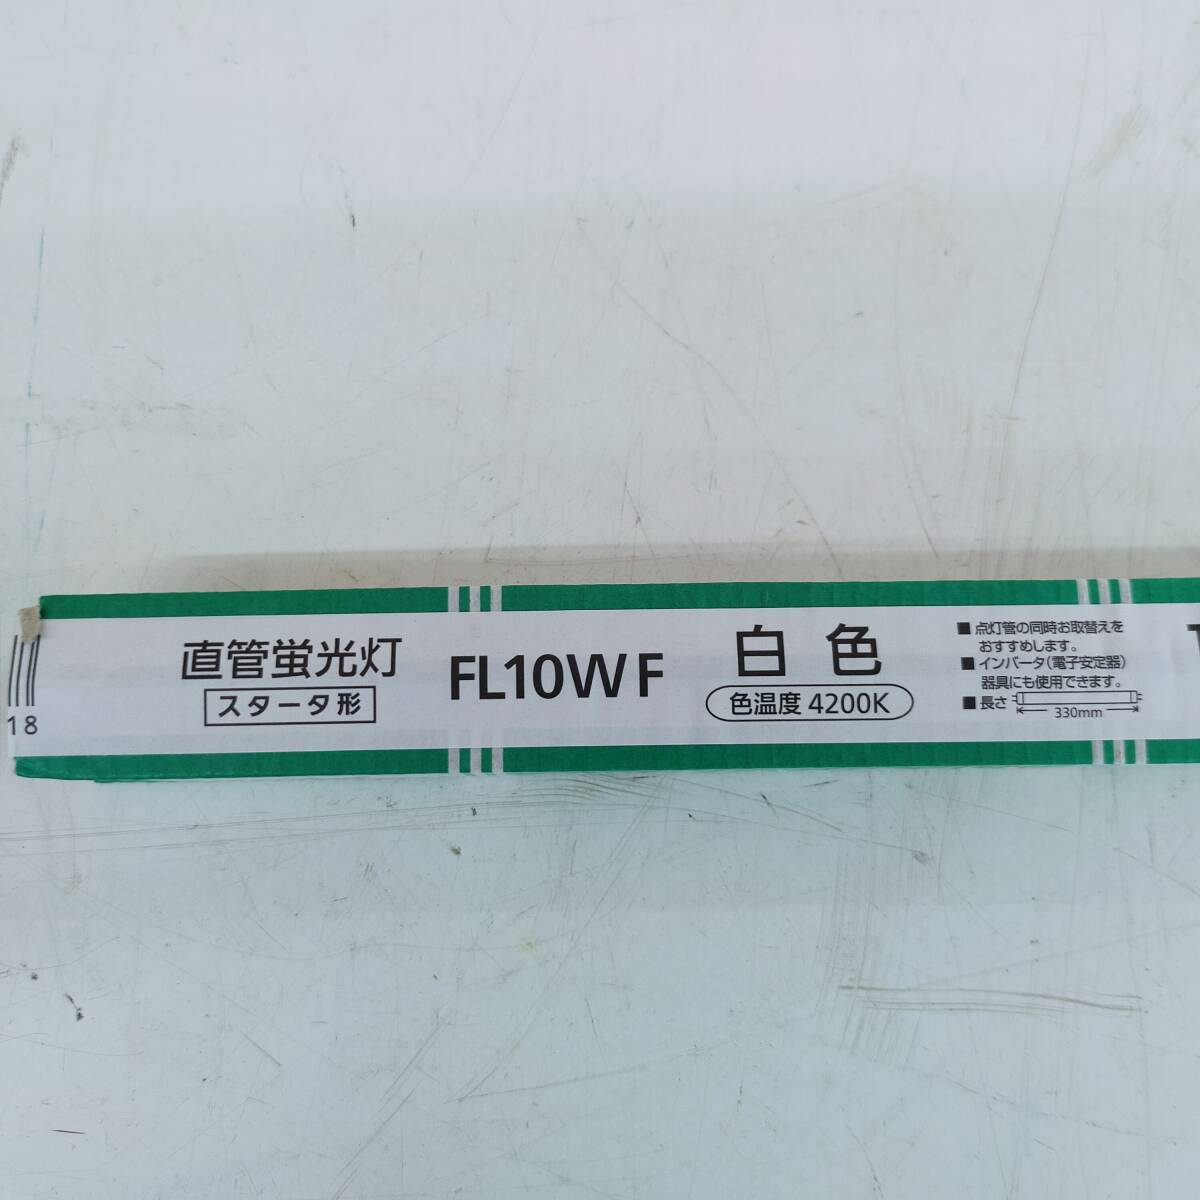 18
直管蛍光灯
スタータ形
FL10WF
白色
色温度 4200K
■点灯管の同時お取替えを
おすすめします。
■インバータ(電子安定器)
器具にも使用できます。
■長さ
330mm